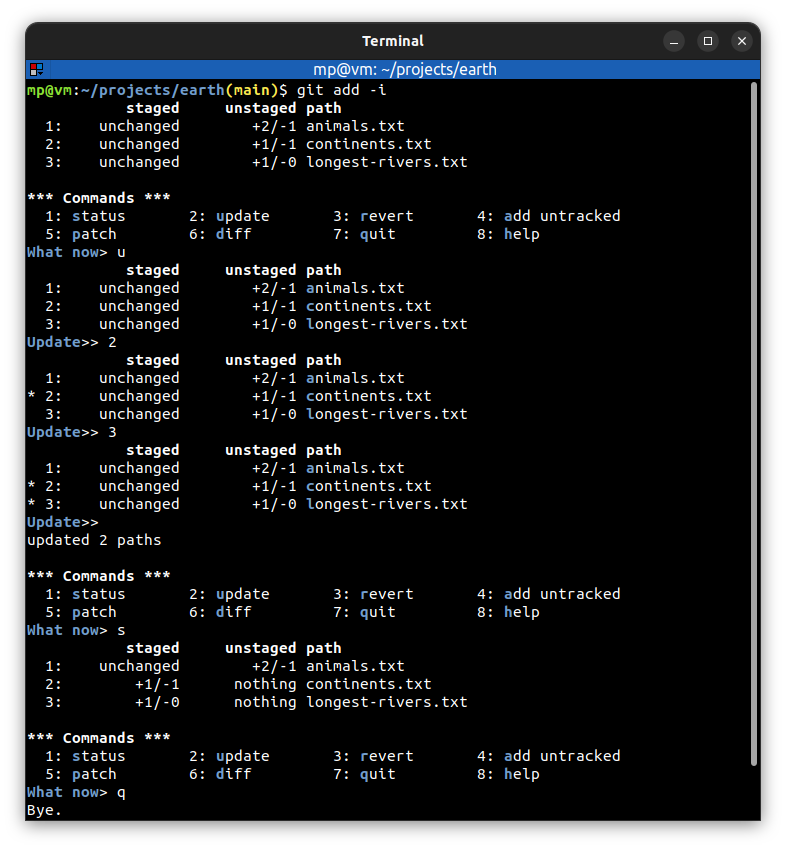 Terminal
mp@vm: ~/projects/earth
mp@vm:~/projects/earth(main)$ git add -i
           staged     unstaged path
  1:    unchanged        +2/-1 animals.txt
  2:    unchanged        +1/-1 continents.txt
  3:    unchanged        +1/-0 longest-rivers.txt

*** Commands ***
  1: status       2: update       3: revert       4: add untracked
  5: patch        6: diff         7: quit         8: help
What now> u
           staged     unstaged path
  1:    unchanged        +2/-1 animals.txt
  2:    unchanged        +1/-1 continents.txt
  3:    unchanged        +1/-0 longest-rivers.txt
Update>> 2
           staged     unstaged path
  1:    unchanged        +2/-1 animals.txt
* 2:    unchanged        +1/-1 continents.txt
  3:    unchanged        +1/-0 longest-rivers.txt
Update>> 3
           staged     unstaged path
  1:    unchanged        +2/-1 animals.txt
* 2:    unchanged        +1/-1 continents.txt
* 3:    unchanged        +1/-0 longest-rivers.txt
Update>>
updated 2 paths

*** Commands ***
  1: status       2: update       3: revert       4: add untracked
  5: patch        6: diff         7: quit         8: help
What now> s
           staged     unstaged path
  1:    unchanged        +2/-1 animals.txt
  2:        +1/-1      nothing continents.txt
  3:        +1/-0      nothing longest-rivers.txt

*** Commands ***
  1: status       2: update       3: revert       4: add untracked
  5: patch        6: diff         7: quit         8: help
What now> q
Bye.